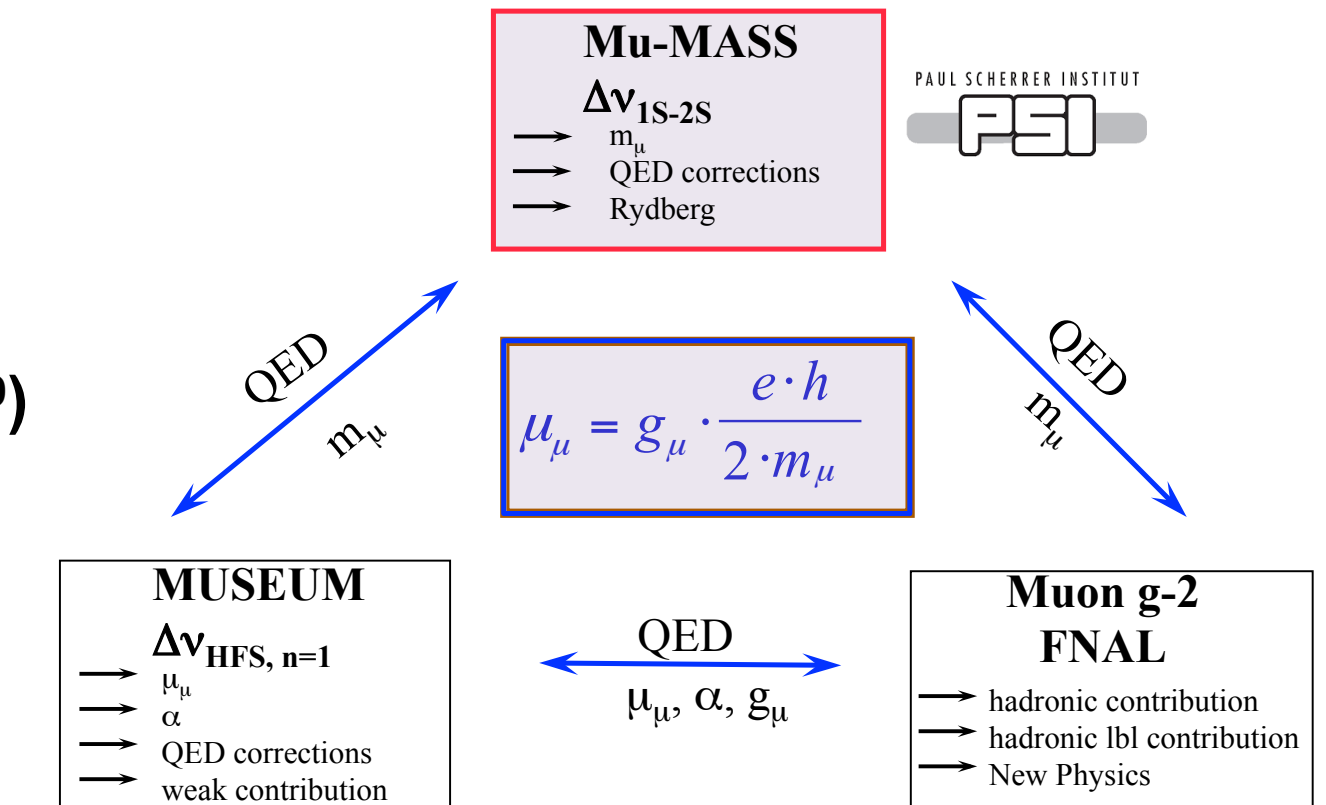 Mu-MASS
Δν1S-2S
mμ
QED corrections
Rydberg
PAUL SCHERRER INSTITUT
PSI
QED
mμ
QED
mμ
)
μμ = gμ · e · h / 2 · mμ
MUSEUM
ΔνHFS, n=1
μμ
α
QED corrections
weak contribution
QED
μμ, α, gμ
Muon g-2
FNAL
hadronic contribution
hadronic lbl contribution
New Physics